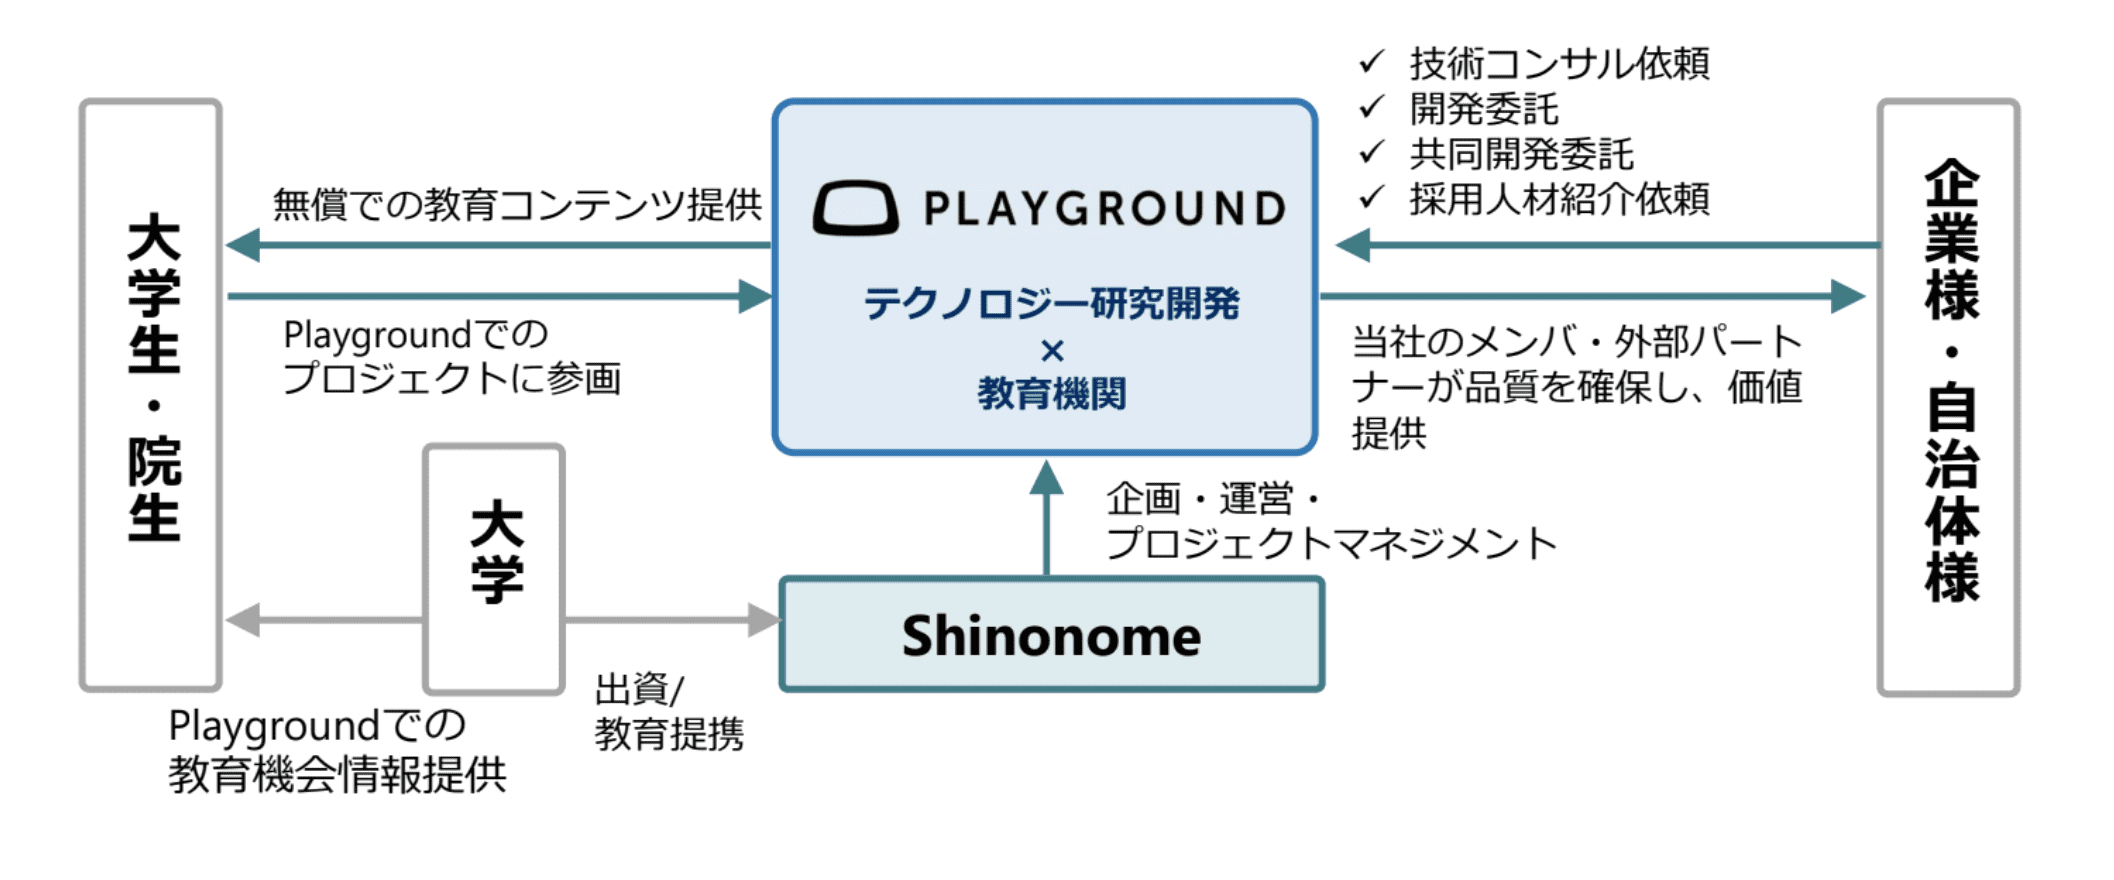 大学生・院生
無償での教育コンテンツ提供
Playgroundでの
プロジェクトに参画
PLAYGROUND
テクノロジー研究開発
×
教育機関
✓ 技術コンサル依頼
✓ 開発委託
✓ 共同開発委託
✓ 採用人材紹介依頼
当社のメンバ・外部パート
ナーが品質を確保し、価値
提供
企業様・自治体様
大学
企画・運営・
プロジェクトマネジメント
Shinonome
出資/
教育提携
Playgroundでの
教育機会情報提供